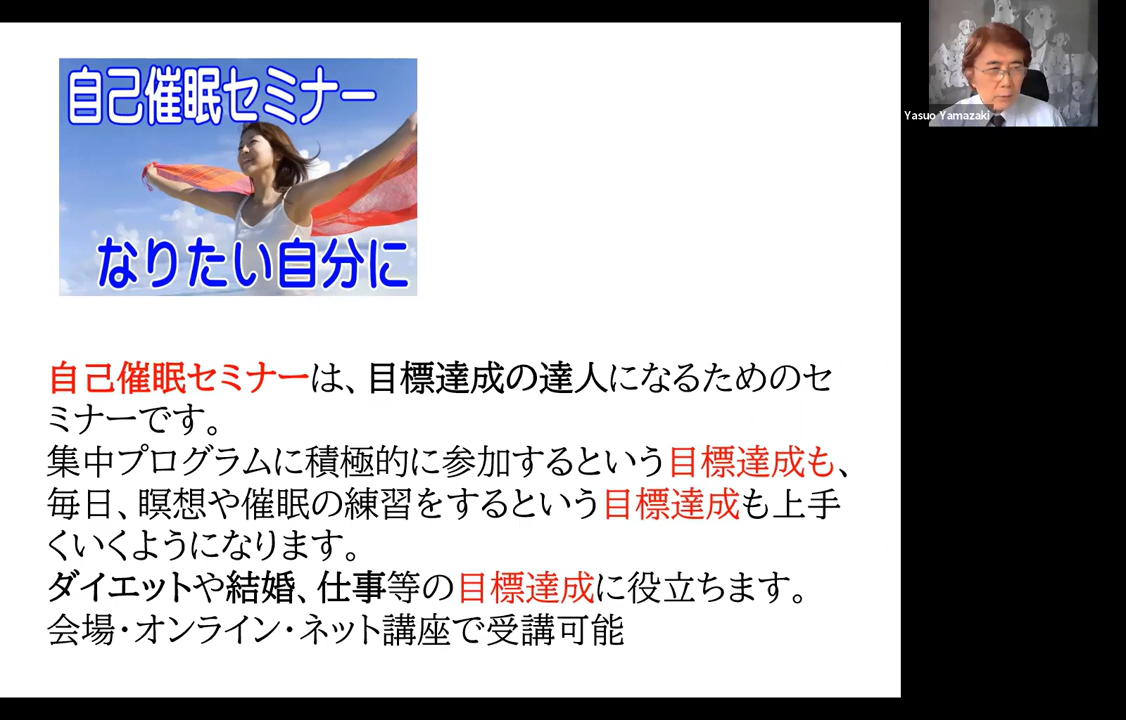 自己催眠セミナー
なりたい自分に
Yasuo Yamazaki
自己催眠セミナーは、目標達成の達人になるためのセ
ミナーです。
集中プログラムに積極的に参加するという目標達成も、
毎日、瞑想や催眠の練習をするという目標達成も上手
くいくようになります。
ダイエットや結婚、仕事等の目標達成に役立ちます。
会場・オンライン・ネット講座で受講可能